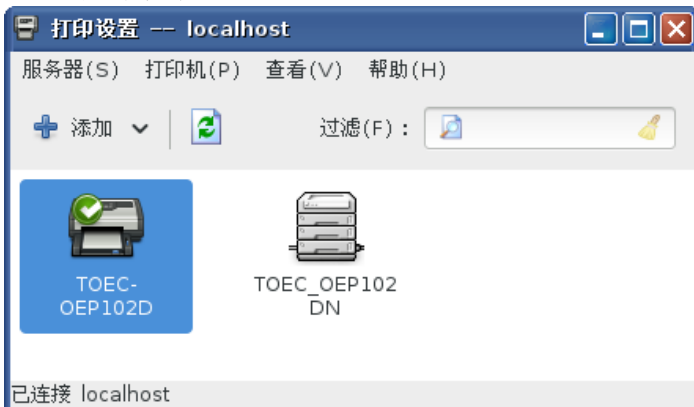 打印设置 -- localhost
服务器(S) 打印机(P) 查看(V) 帮助(H)
添加 过滤(F):
TOEC-
OEP102D
TOEC_OEP102
DN
已连接 localhost